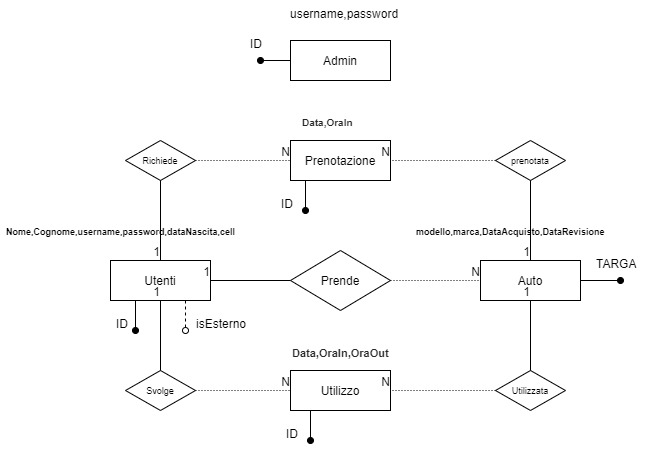 username,password
ID
Admin
Data,OraIn
Richiede
N
Prenotazione
N
prenotata
ID
Nome,Cognome,username,password,dataNascita,cell
modello,marca,DataAcquisto,DataRevisione
1
1
Utenti
1
Prende
N
Auto
TARGA
1
1
ID
isEsterno
Data,OraIn,OraOut
Svolge
N
Utilizzo
N
Utilizzata
ID